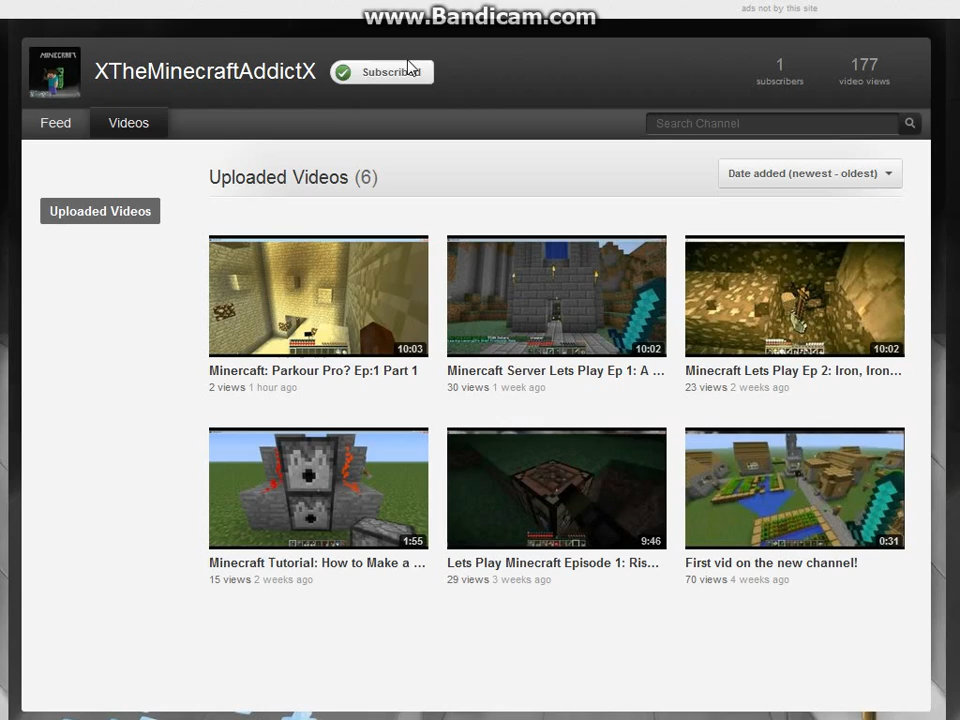 ads not by this site
www.Bandicam.com
MINECRAFT
XTheMinecraftAddictX
1
177
subscribers
video views
Feed
Videos
Search Channel
Uploaded Videos (6)
Date added (newest - oldest)
Uploaded Videos
10:03
10:02
10:02
Minercaft: Parkour Pro? Ep:1 Part 1
Minercaft Server Lets Play Ep 1: A ...
Minecraft Lets Play Ep 2: Iron, Iron...
2 views 1 hour ago
30 views 1 week ago
23 views 2 weeks ago
1:55
9:46
0:31
Minecraft Tutorial: How to Make a ...
Lets Play Minecraft Episode 1: Ris...
First vid on the new channel!
15 views 2 weeks ago
29 views 3 weeks ago
70 views 4 weeks ago